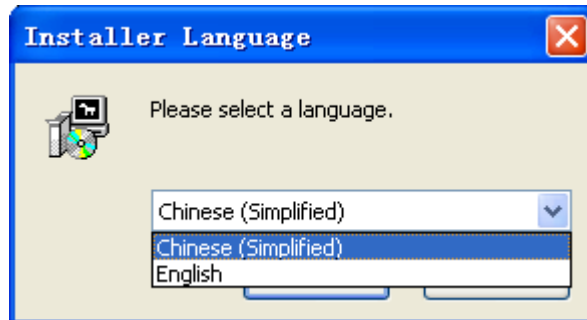 Installer Language
Please select a language.
Chinese (Simplified)
Chinese (Simplified)
English